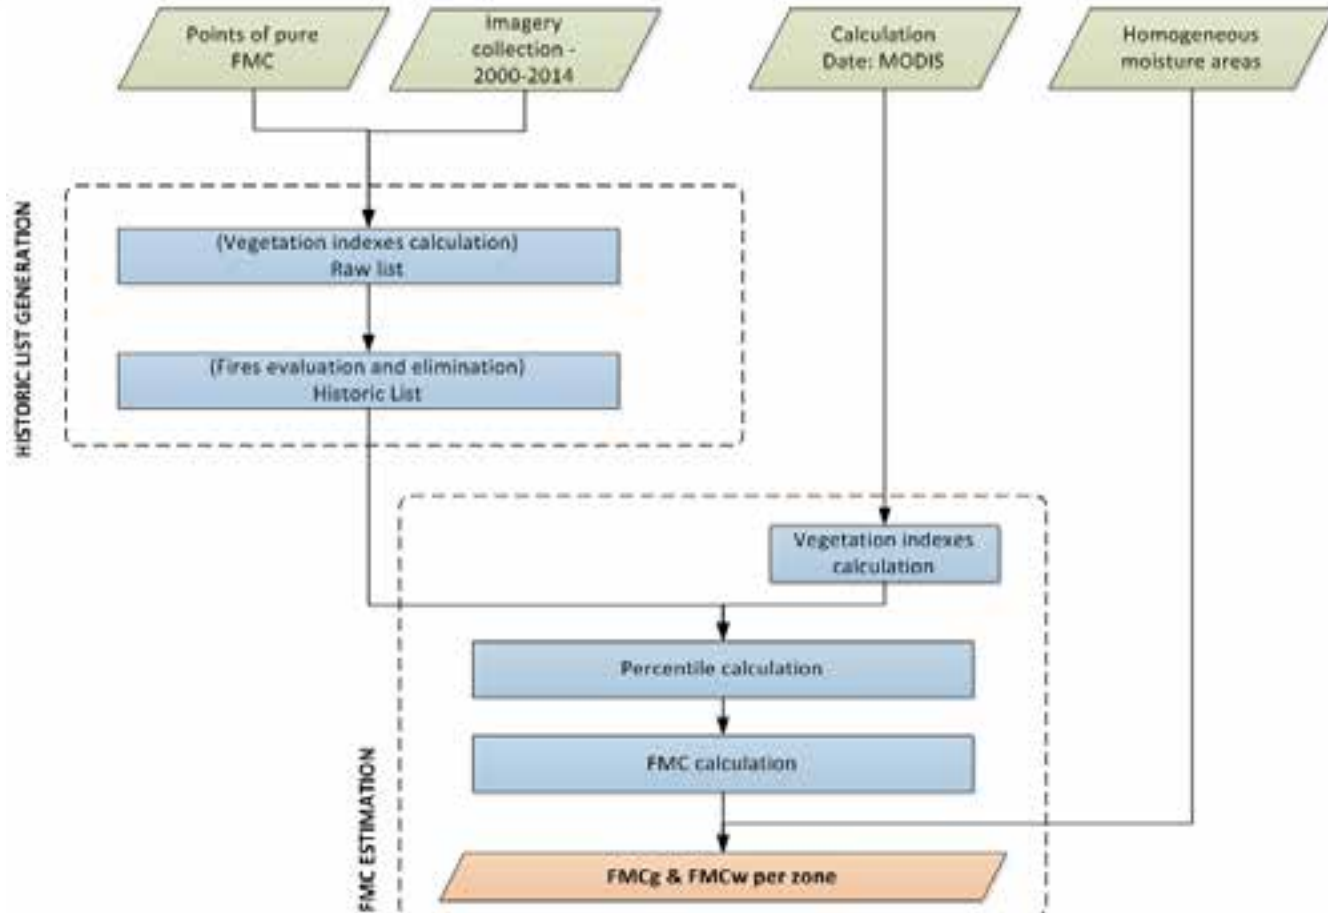 Points of pure
FMC
Imagery
collection -
2000-2014
Calculation
Date: MODIS
Homogeneous
moisture areas
HISTORIC LIST GENERATION
(Vegetation indexes calculation)
Raw list
(Fires evaluation and elimination)
Historic List
FMC ESTIMATION
Vegetation indexes
calculation
Percentile calculation
FMC calculation
FMCg & FMCw per zone